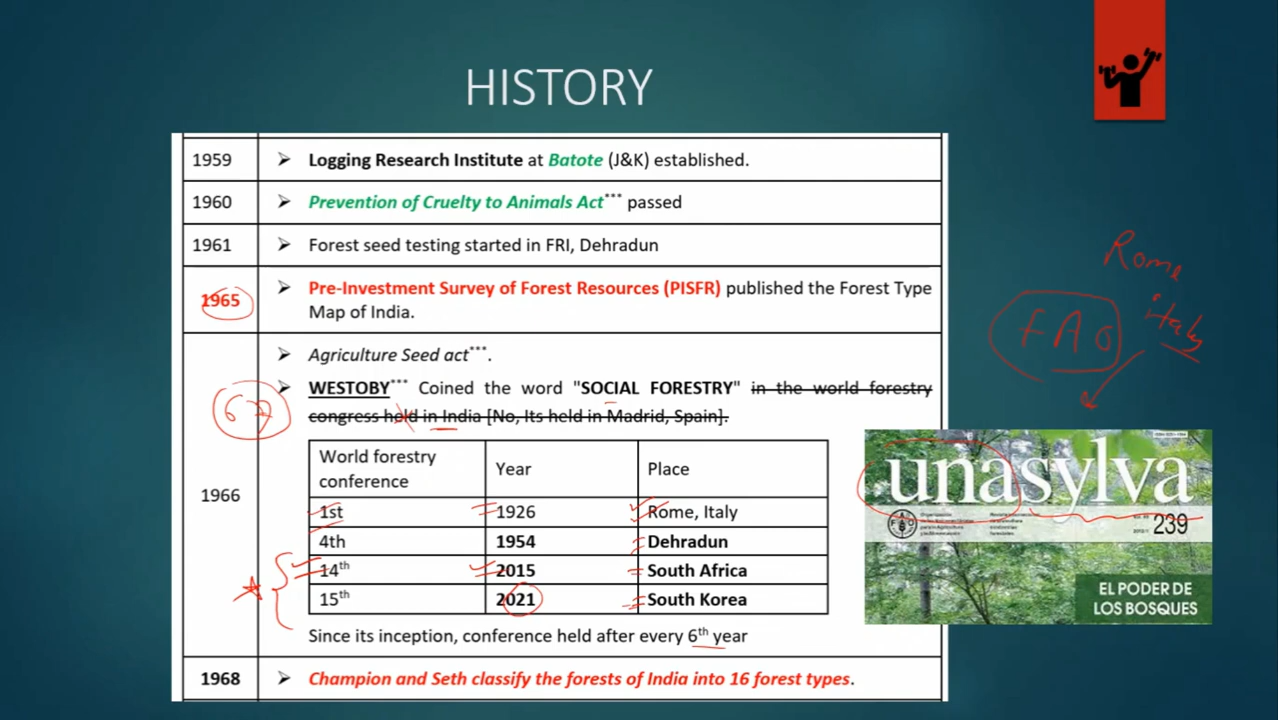 HISTORY
1959 ➢ Logging Research Institute at Batote (J&K) established.
1960 ➢ Prevention of Cruelty to Animals Act*** passed
1961 ➢ Forest seed testing started in FRI, Dehradun
1965 ➢ Pre-Investment Survey of Forest Resources (PISFR) published the Forest Type
Map of India.
1966
➢ Agriculture Seed act***.
➢ WESTOBY*** Coined the word "SOCIAL FORESTRY" in the world forestry
congress held in India [No, Its held in Madrid, Spain].
67
World forestry conference Year Place
1st 1926 Rome, Italy
4th 1954 Dehradun
14th 2015 South Africa
15th 2021 South Korea
Since its inception, conference held after every 6th year
1968 ➢ Champion and Seth classify the forests of India into 16 forest types.
Rome
italy
FAO
unasylva
FAO
239
EL PODER DE
LOS BOSQUES